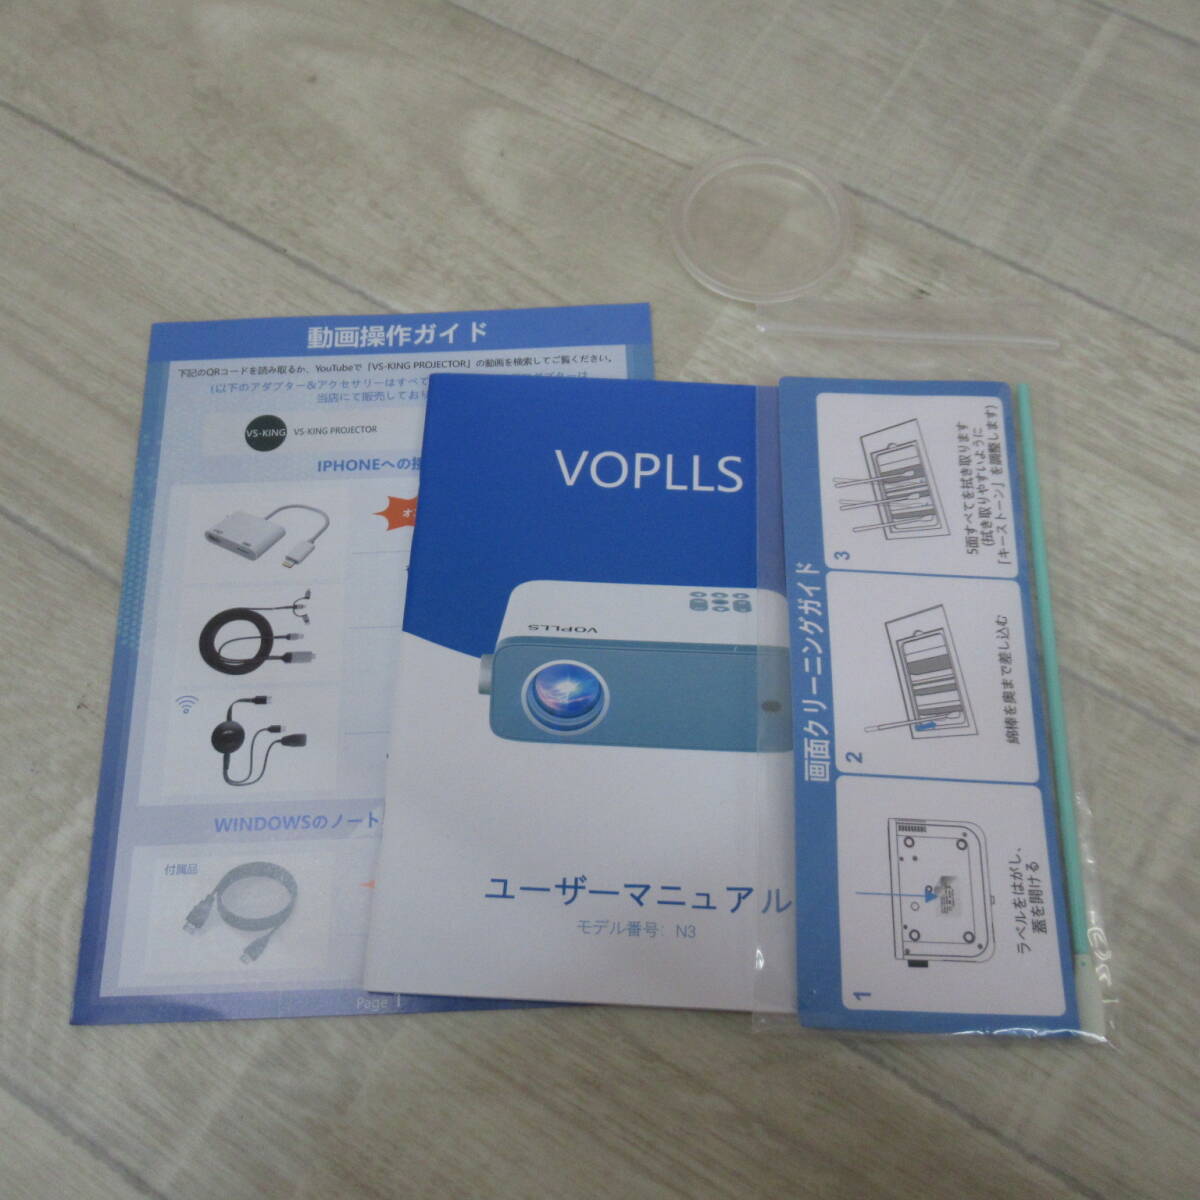 動画操作ガイド
下記のQRコードを読み取るか、YouTubeで「VS-KING PROJECTOR」の動画を検索してご覧ください。
(以下のアダプター&アクセサリーはすべて
当店にて販売しており
VS-KING
VS-KING PROJECTOR
IPHONEへの接
WINDOWSのノート
付属品
Page 1
VOPLLS
VOPLLS
ユーザーマニュアル
モデル番号: N3
画面クリーニングガイド
1
ラベルをはがし、
蓋を開ける
2
綿棒を奥まで差し込む
3
5面すべてを拭き取ります
(拭き取りやすいように
「キーストーン」を調整します)